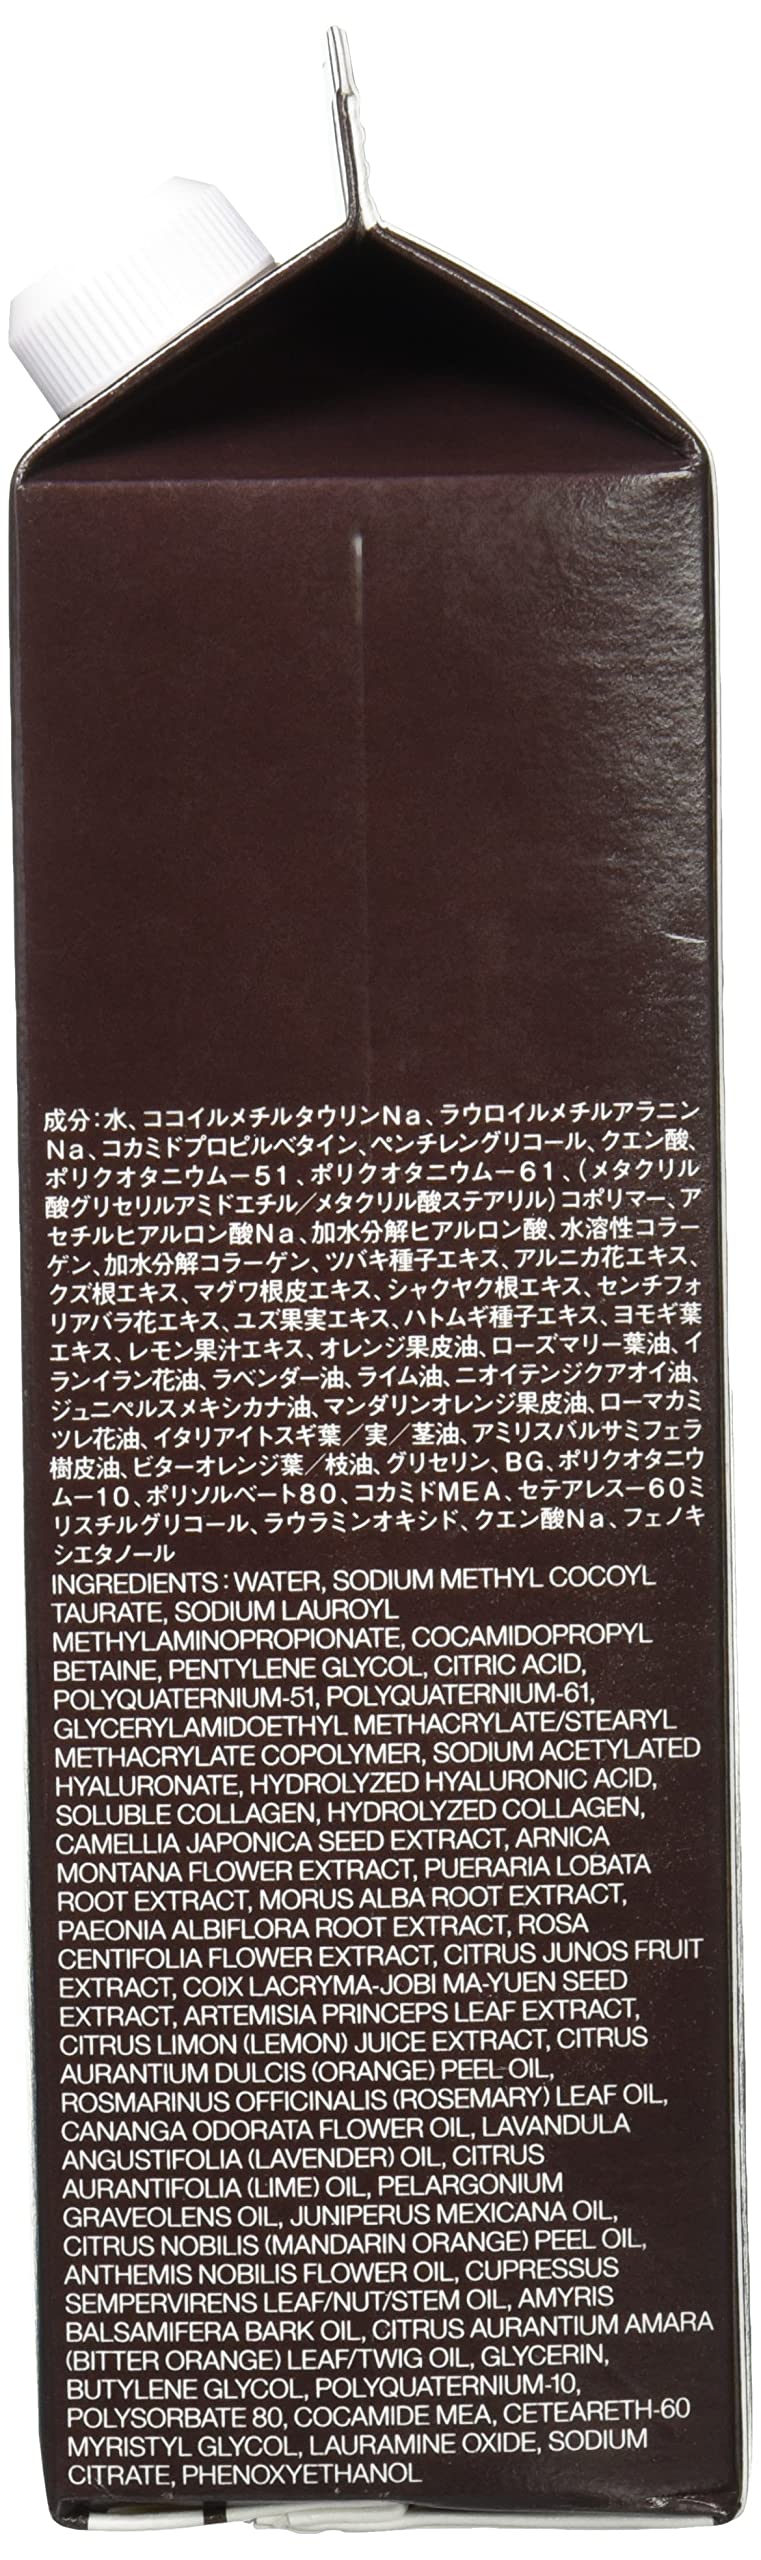 成分：水、ココイルメチルタウリンNa、ラウロイルメチルアラニン
Na、コカミドプロピルベタイン、ペンチレングリコール、クエン酸、
ポリクオタニウム－51、ポリクオタニウム－61、（メタクリル
酸グリセリルアミドエチル／メタクリル酸ステアリル）コポリマー、ア
セチルヒアルロン酸Na、加水分解ヒアルロン酸、水溶性コラー
ゲン、加水分解コラーゲン、ツバキ種子エキス、アルニカ花エキス、
クズ根エキス、マグワ根皮エキス、シャクヤク根エキス、センチフォ
リアバラ花エキス、ユズ果実エキス、ハトムギ種子エキス、ヨモギ葉
エキス、レモン果汁エキス、オレンジ果皮油、ローズマリー葉油、イ
ランイラン花油、ラベンダー油、ライム油、ニオイテンジクアオイ油、
ジュニペルスメキシカナ油、マンダリンオレンジ果皮油、ローマカミ
ツレ花油、イタリアイトスギ葉／実／茎油、アミリスバルサミフェラ
樹皮油、ビターオレンジ葉／枝油、グリセリン、BG、ポリクオタニウ
ム－10、ポリソルベート80、コカミドMEA、セテアレス－60ミ
リスチルグリコール、ラウラミンオキシド、クエン酸Na、フェノキ
シエタノール
INGREDIENTS：WATER, SODIUM METHYL COCOYL
TAURATE, SODIUM LAUROYL
METHYLAMINOPROPIONATE, COCAMIDOPROPYL
BETAINE, PENTYLENE GLYCOL, CITRIC ACID,
POLYQUATERNIUM-51, POLYQUATERNIUM-61,
GLYCERYLAMIDOETHYL METHACRYLATE/STEARYL
METHACRYLATE COPOLYMER, SODIUM ACETYLATED
HYALURONATE, HYDROLYZED HYALURONIC ACID,
SOLUBLE COLLAGEN, HYDROLYZED COLLAGEN,
CAMELLIA JAPONICA SEED EXTRACT, ARNICA
MONTANA FLOWER EXTRACT, PUERARIA LOBATA
ROOT EXTRACT, MORUS ALBA ROOT EXTRACT,
PAEONIA ALBIFLORA ROOT EXTRACT, ROSA
CENTIFOLIA FLOWER EXTRACT, CITRUS JUNOS FRUIT
EXTRACT, COIX LACRYMA-JOBI MA-YUEN SEED
EXTRACT, ARTEMISIA PRINCEPS LEAF EXTRACT,
CITRUS LIMON (LEMON) JUICE EXTRACT, CITRUS
AURANTIUM DULCIS (ORANGE) PEEL OIL,
ROSMARINUS OFFICINALIS (ROSEMARY) LEAF OIL,
CANANGA ODORATA FLOWER OIL, LAVANDULA
ANGUSTIFOLIA (LAVENDER) OIL, CITRUS
AURANTIFOLIA (LIME) OIL, PELARGONIUM
GRAVEOLENS OIL, JUNIPERUS MEXICANA OIL,
CITRUS NOBILIS (MANDARIN ORANGE) PEEL OIL,
ANTHEMIS NOBILIS FLOWER OIL, CUPRESSUS
SEMPERVIRENS LEAF/NUT/STEM OIL, AMYRIS
BALSAMIFERA BARK OIL, CITRUS AURANTIUM AMARA
(BITTER ORANGE) LEAF/TWIG OIL, GLYCERIN,
BUTYLENE GLYCOL, POLYQUATERNIUM-10,
POLYSORBATE 80, COCAMIDE MEA, CETEARETH-60
MYRISTYL GLYCOL, LAURAMINE OXIDE, SODIUM
CITRATE, PHENOXYETHANOL